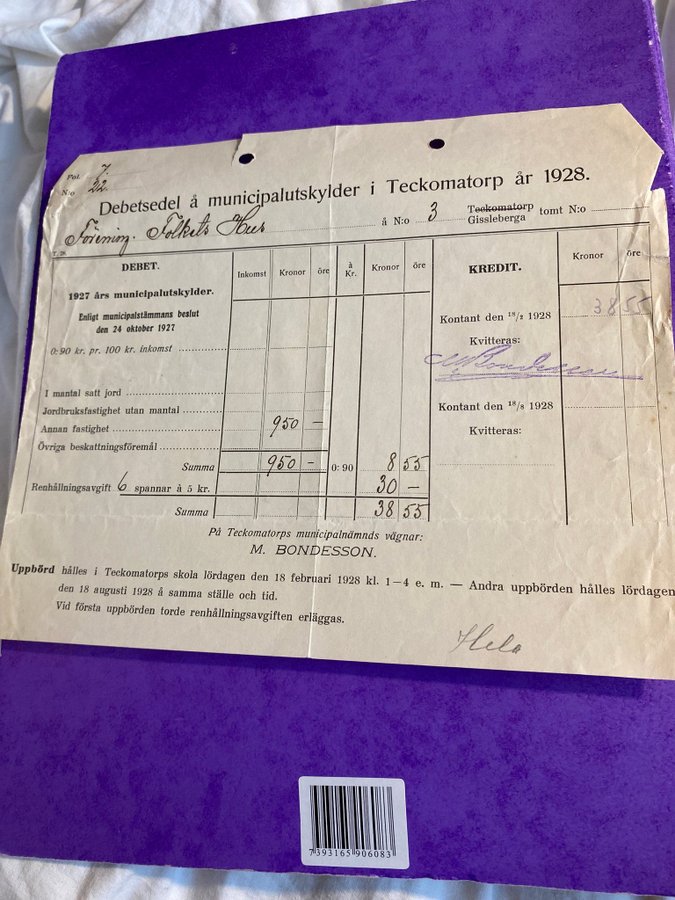 Fol. 7.
N:o 22.
Debetsedel å municipalutskylder i Teckomatorp år 1928.
Förening. Folkets Hus å N:o 3 Teckomatorp Gissleberga tomt N:o
T. 28.
DEBET. Inkomst Kronor öre à Kr. Kronor öre KREDIT. Kronor öre
1927 års municipalutskylder.
Enligt municipalstämmans beslut
den 24 oktober 1927
Kontant den 18/2 1928 38 55
0:90 kr. pr. 100 kr. inkomst
Kvitteras:
M. Bondesson
I mantal satt jord
Jordbruksfastighet utan mantal
Kontant den 18/8 1928
Annan fastighet 950 –
Kvitteras:
Övriga beskattningsföremål
Summa 950 – 0:90 8 55
Renhållningsavgift 6 spannar à 5 kr. 30 –
Summa 38 55
På Teckomatorps municipalnämnds vägnar:
M. BONDESSON.
Uppbörd hålles i Teckomatorps skola lördagen den 18 februari 1928 kl. 1–4 e. m. — Andra uppbörden hålles lördagen
den 18 augusti 1928 å samma ställe och tid.
Vid första uppbörden torde renhållningsavgiften erläggas.
Hela
7393165906083